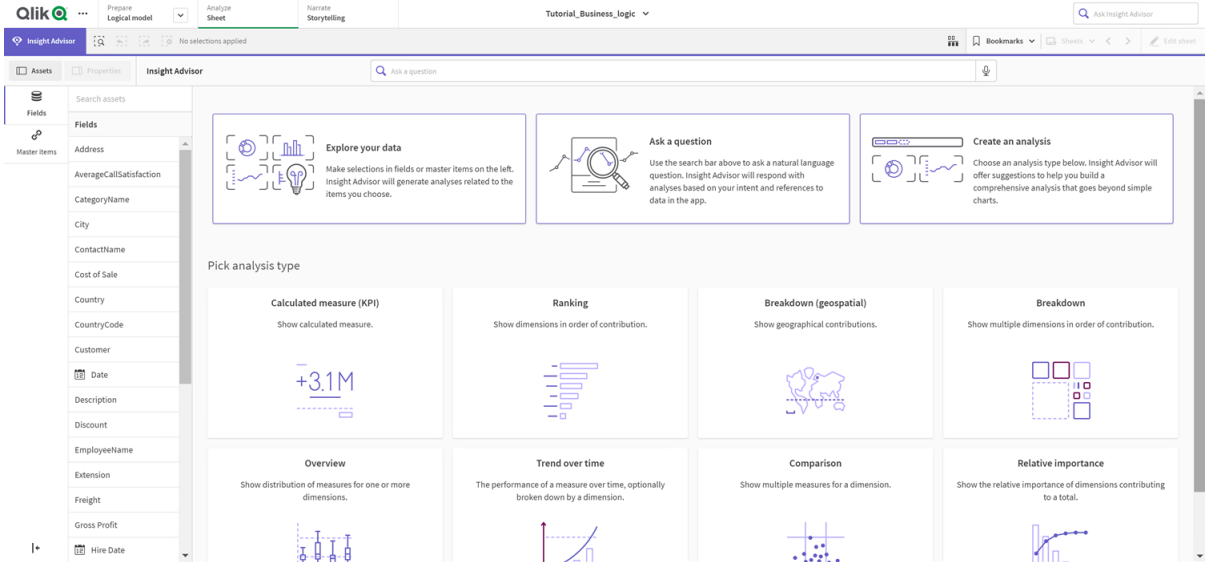 Qlik
Prepare
Logical model
Analyze
Sheet
Narrate
Storytelling
Tutorial_Business_logic
Ask Insight Advisor
Insight Advisor
No selections applied
Bookmarks
Sheets
Edit sheet
Assets
Properties
Insight Advisor
Ask a question
Fields
Master items
Search assets
Fields
Address
AverageCallSatisfaction
CategoryName
City
ContactName
Cost of Sale
Country
CountryCode
Customer
Date
Description
Discount
EmployeeName
Extension
Freight
Gross Profit
Hire Date
Explore your data
Make selections in fields or master items on the left.
Insight Advisor will generate analyses related to the
items you choose.
Ask a question
Use the search bar above to ask a natural language
question. Insight Advisor will respond with
analyses based on your intent and references to
data in the app.
Create an analysis
Choose an analysis type below. Insight Advisor will
offer suggestions to help you build a
comprehensive analysis that goes beyond simple
charts.
Pick analysis type
Calculated measure (KPI)
Show calculated measure.
+3.1M
Ranking
Show dimensions in order of contribution.
Breakdown (geospatial)
Show geographical contributions.
Breakdown
Show multiple dimensions in order of contribution.
Overview
Show distribution of measures for one or more
dimensions.
Trend over time
The performance of a measure over time, optionally
broken down by a dimension.
Comparison
Show multiple measures for a dimension.
Relative importance
Show the relative importance of dimensions contributing
to a total.